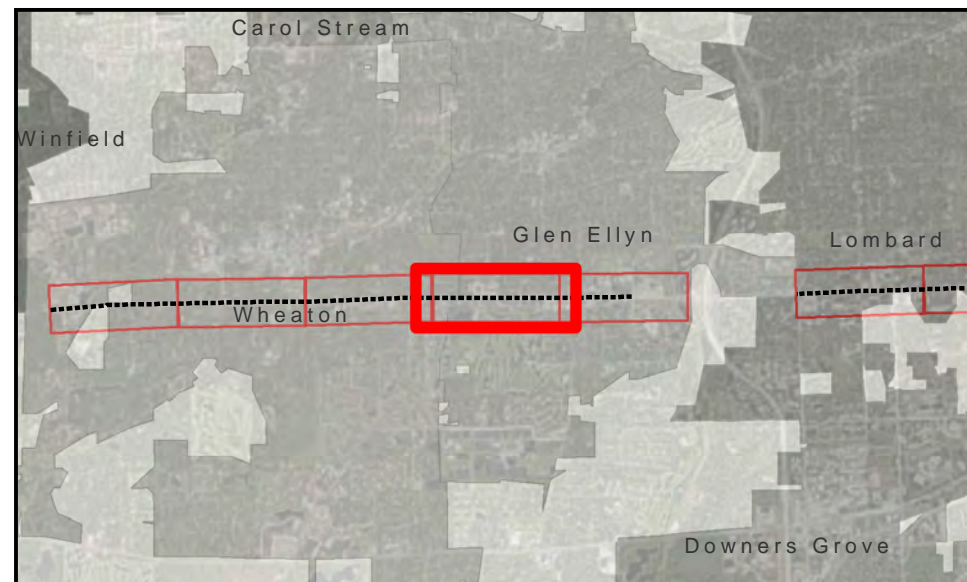 Carol Stream
Winfield
Glen Ellyn
Lombard
Wheaton
Downers Grove